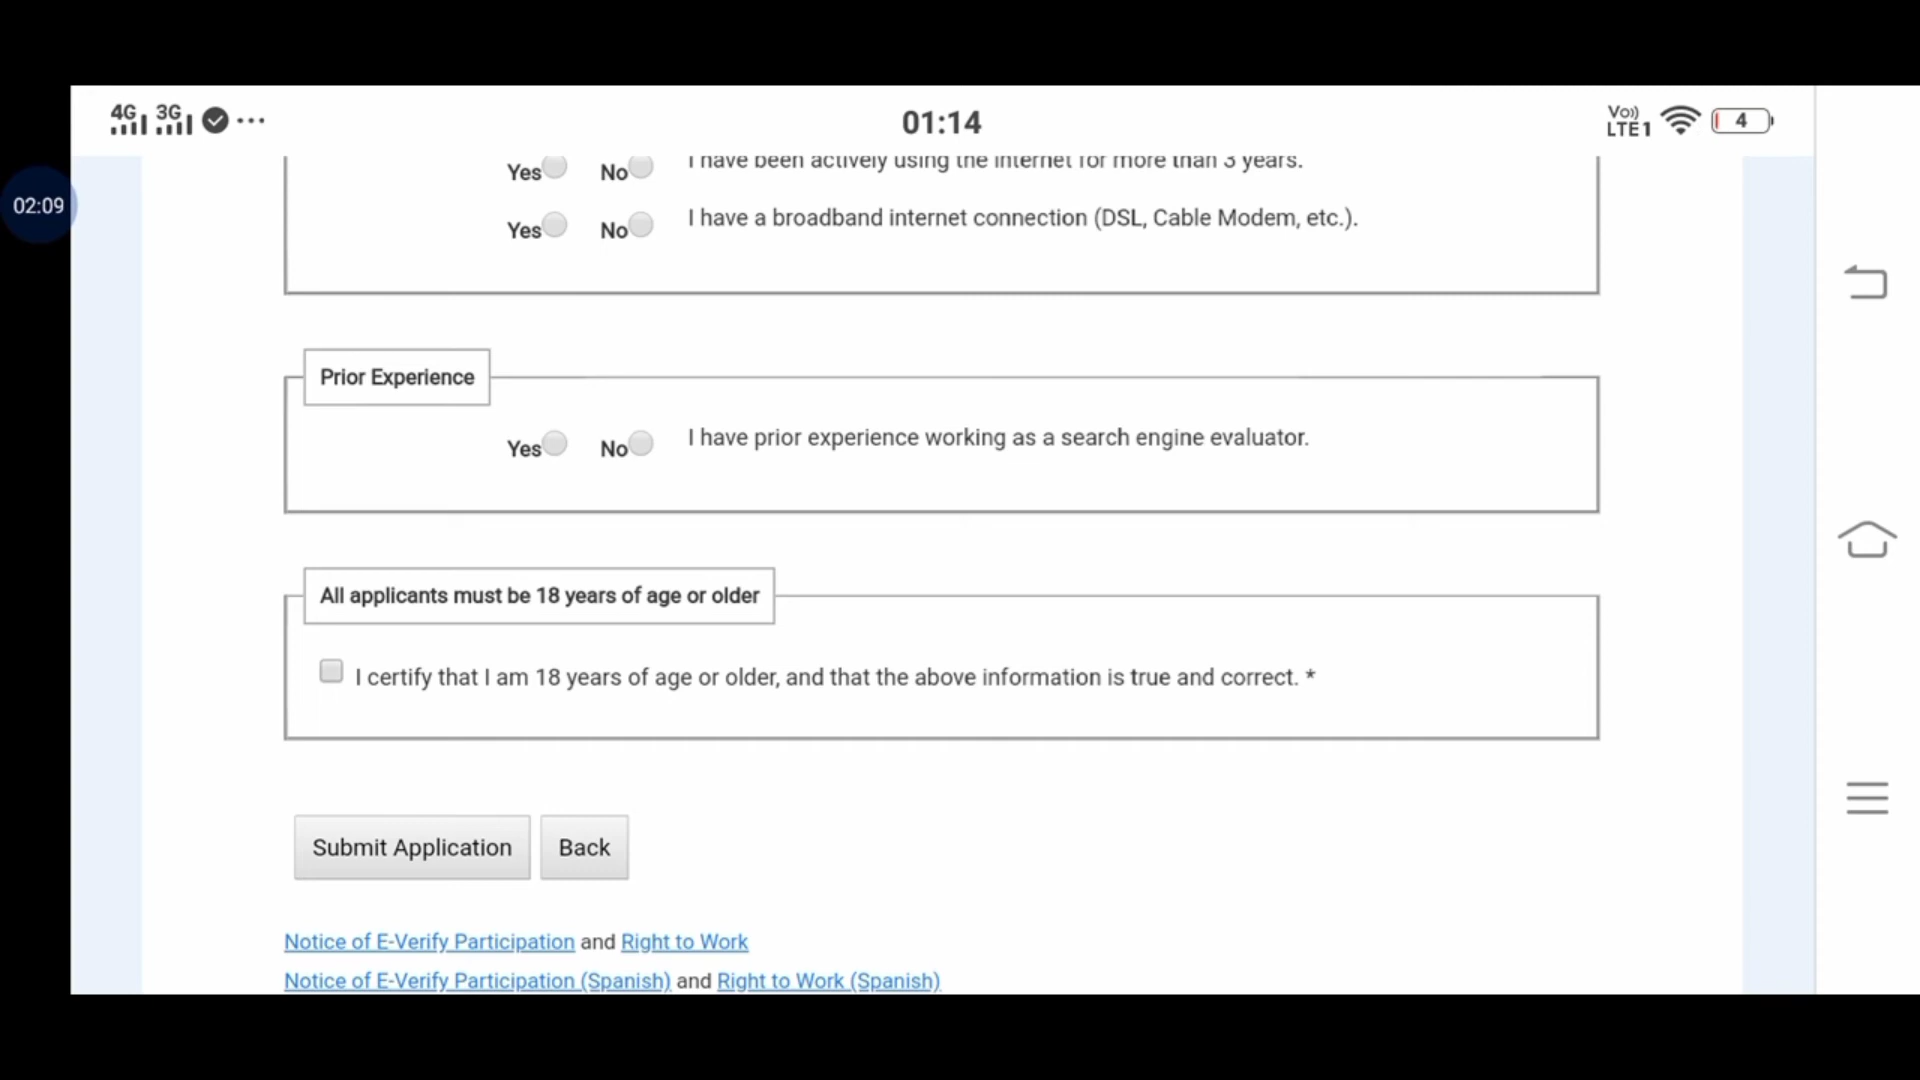 4G 3G
01:14
Vo))
LTE1
4
Yes No I have been actively using the internet for more than 3 years.
02:09
Yes No I have a broadband internet connection (DSL, Cable Modem, etc.).
Prior Experience
Yes No I have prior experience working as a search engine evaluator.
All applicants must be 18 years of age or older
I certify that I am 18 years of age or older, and that the above information is true and correct. *
Submit Application Back
Notice of E-Verify Participation and Right to Work
Notice of E-Verify Participation (Spanish) and Right to Work (Spanish)